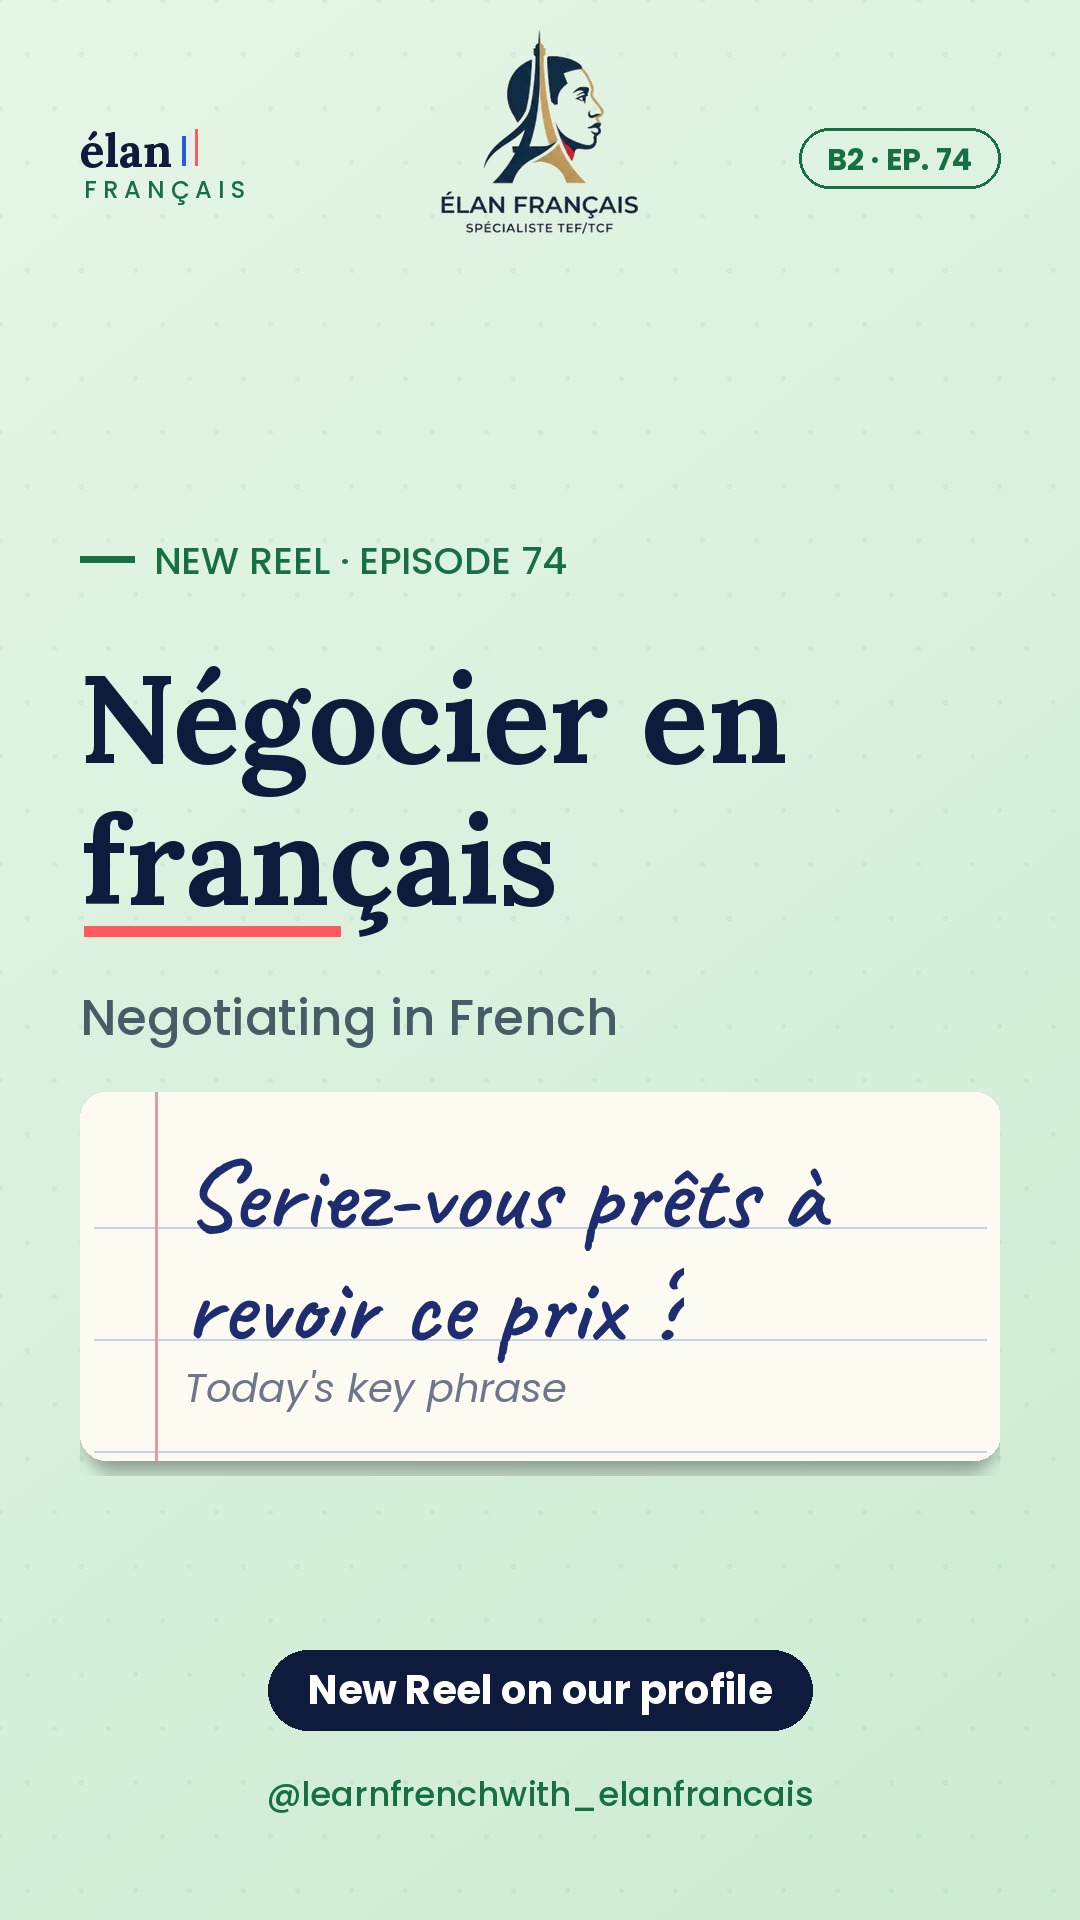 élan
FRANÇAIS
ÉLAN FRANÇAIS
SPÉCIALISTE TEF/TCF
B2 · EP. 74
NEW REEL · EPISODE 74
Négocier en
français
Negotiating in French
Seriez-vous prêts à
revoir ce prix ?
Today's key phrase
New Reel on our profile
@learnfrenchwith_elanfrancais